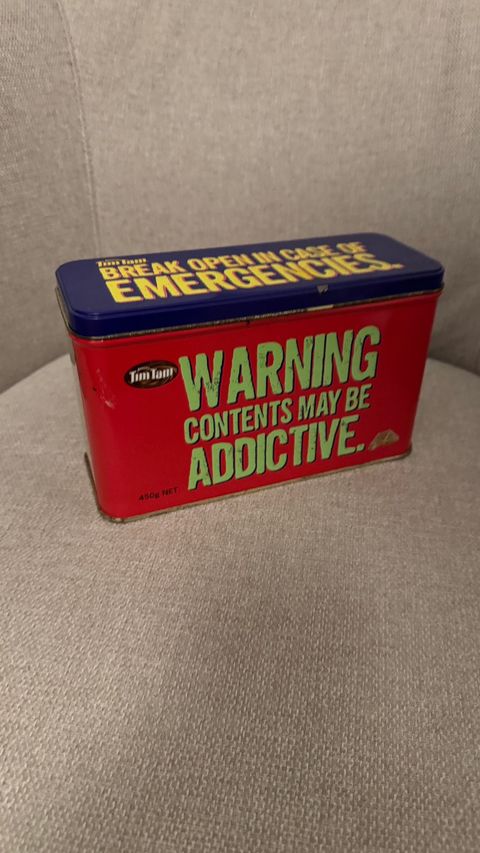 Tim Tam
BREAK OPEN IN CASE OF
EMERGENCIES.
Tim Tam
WARNING
CONTENTS MAY BE
ADDICTIVE.
450g NET